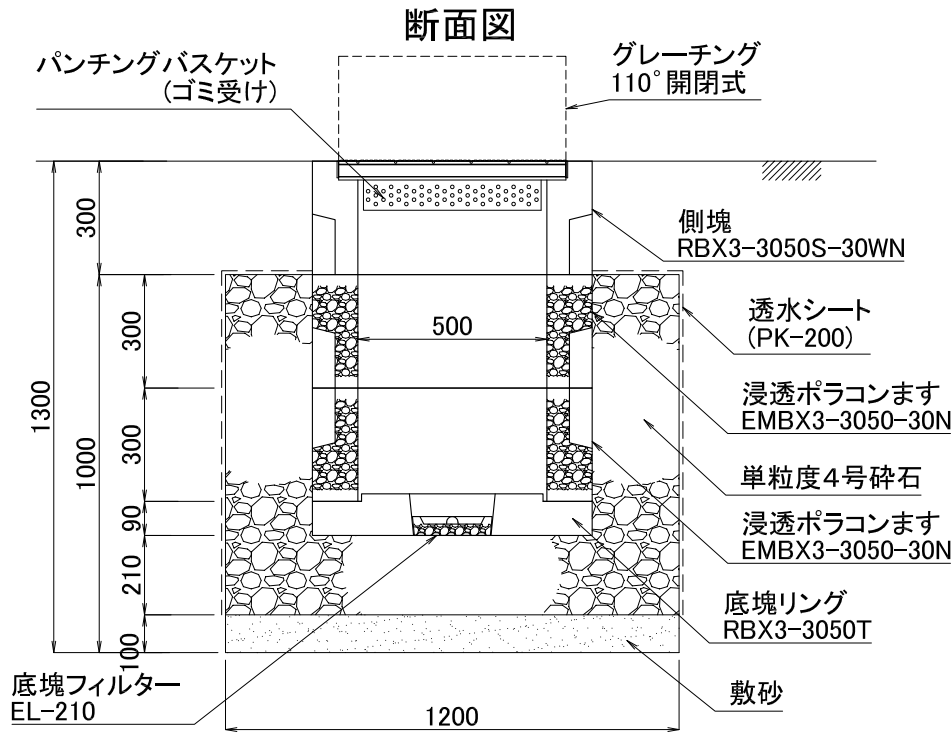 断面図
パンチングバスケット
(ゴミ受け)
グレーチング
110°開閉式
側塊
RBX3-3050S-30WN
透水シート
(PK-200)
浸透ポラコンます
EMBX3-3050-30N
単粒度4号砕石
浸透ポラコンます
EMBX3-3050-30N
底塊リング
RBX3-3050T
敷砂
底塊フィルター
EL-210
1300
300
1000
300
300
90
210
100
500
1200